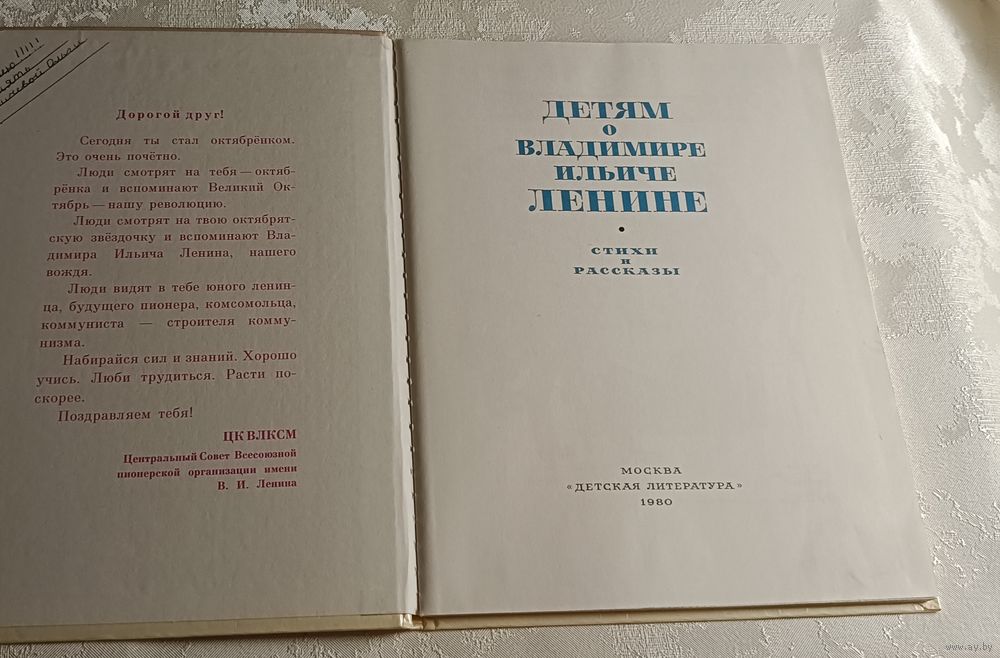 Дорогой друг!
Сегодня ты стал октябрёнком.
Это очень почётно.
Люди смотрят на тебя — октяб-
рёнка и вспоминают Великий Ок-
тябрь — нашу революцию.
Люди смотрят на твою октябрят-
скую звёздочку и вспоминают Вла-
димира Ильича Ленина, нашего
вождя.
Люди видят в тебе юного ленин-
ца, будущего пионера, комсомольца,
коммуниста — строителя комму-
низма.
Набирайся сил и знаний. Хорошо
учись. Люби трудиться. Расти по-
скорее.
Поздравляем тебя!
ЦК ВЛКСМ
Центральный Совет Всесоюзной
пионерской организации имени
В. И. Ленина
ДЕТЯМ
О
ВЛАДИМИРЕ
ИЛЬИЧЕ
ЛЕНИНЕ
•
СТИХИ
И
РАССКАЗЫ
МОСКВА
«ДЕТСКАЯ ЛИТЕРАТУРА»
1980
www.ay.by